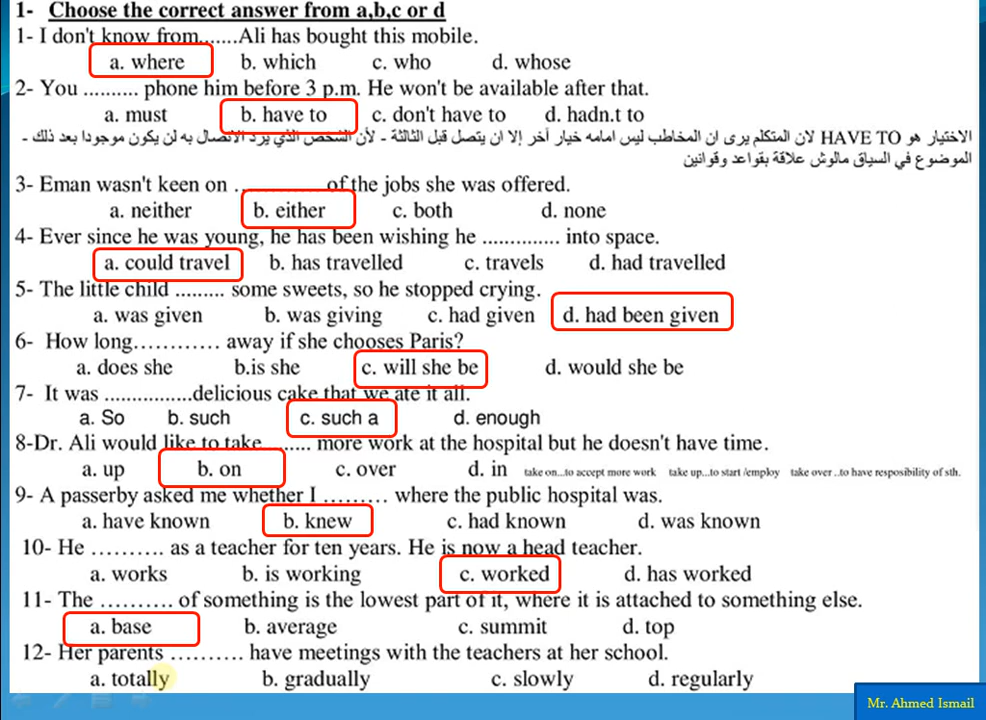 1- Choose the correct answer from a,b,c or d
1- I don't know from.......Ali has bought this mobile.
a. where b. which c. who d. whose
2- You .......... phone him before 3 p.m. He won't be available after that.
a. must b. have to c. don't have to d. hadn.t to
الاختيار هو HAVE TO لان المتكلم يرى ان المخاطب ليس امامه خيار آخر إلا ان يتصل قبل الثالثة - لأن الشخص الذي يرد الاتصال به لن يكون موجودا بعد ذلك -
الموضوع في السياق مالوش علاقة بقواعد وقوانين
3- Eman wasn't keen on .___________of the jobs she was offered.
a. neither b. either c. both d. none
4- Ever since he was young, he has been wishing he .............. into space.
a. could travel b. has travelled c. travels d. had travelled
5- The little child ......... some sweets, so he stopped crying.
a. was given b. was giving c. had given d. had been given
6- How long............ away if she chooses Paris?
a. does she b.is she c. will she be d. would she be
7- It was ................delicious cake that we ate it all.
a. So b. such c. such a d. enough
8-Dr. Ali would like to take......... more work at the hospital but he doesn't have time.
a. up b. on c. over d. in take on...to accept more work take up...to start /employ take over ..to have resposibility of sth.
9- A passerby asked me whether I ......... where the public hospital was.
a. have known b. knew c. had known d. was known
10- He .......... as a teacher for ten years. He is now a head teacher.
a. works b. is working c. worked d. has worked
11- The .......... of something is the lowest part of it, where it is attached to something else.
a. base b. average c. summit d. top
12- Her parents .......... have meetings with the teachers at her school.
a. totally b. gradually c. slowly d. regularly
Mr. Ahmed Ismail